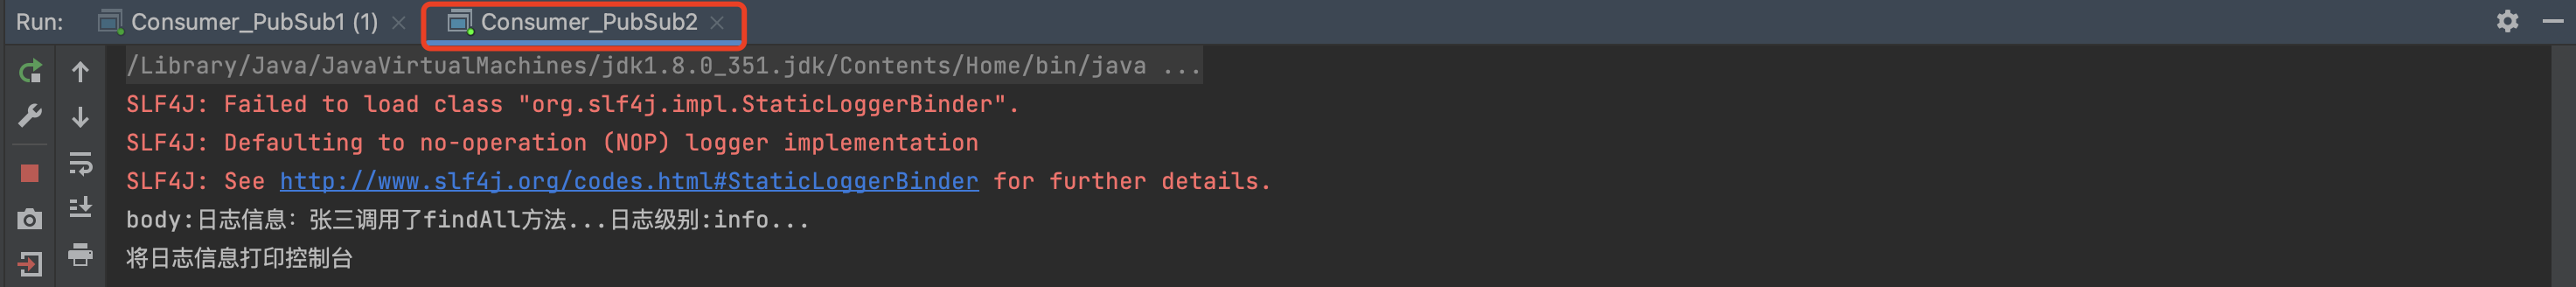 Run: Consumer_PubSub1 (1) × Consumer_PubSub2 ×
/Library/Java/JavaVirtualMachines/jdk1.8.0_351.jdk/Contents/Home/bin/java ...
SLF4J: Failed to load class "org.slf4j.impl.StaticLoggerBinder".
SLF4J: Defaulting to no-operation (NOP) logger implementation
SLF4J: See http://www.slf4j.org/codes.html#StaticLoggerBinder for further details.
body:日志信息：张三调用了findAll方法...日志级别:info...
将日志信息打印控制台